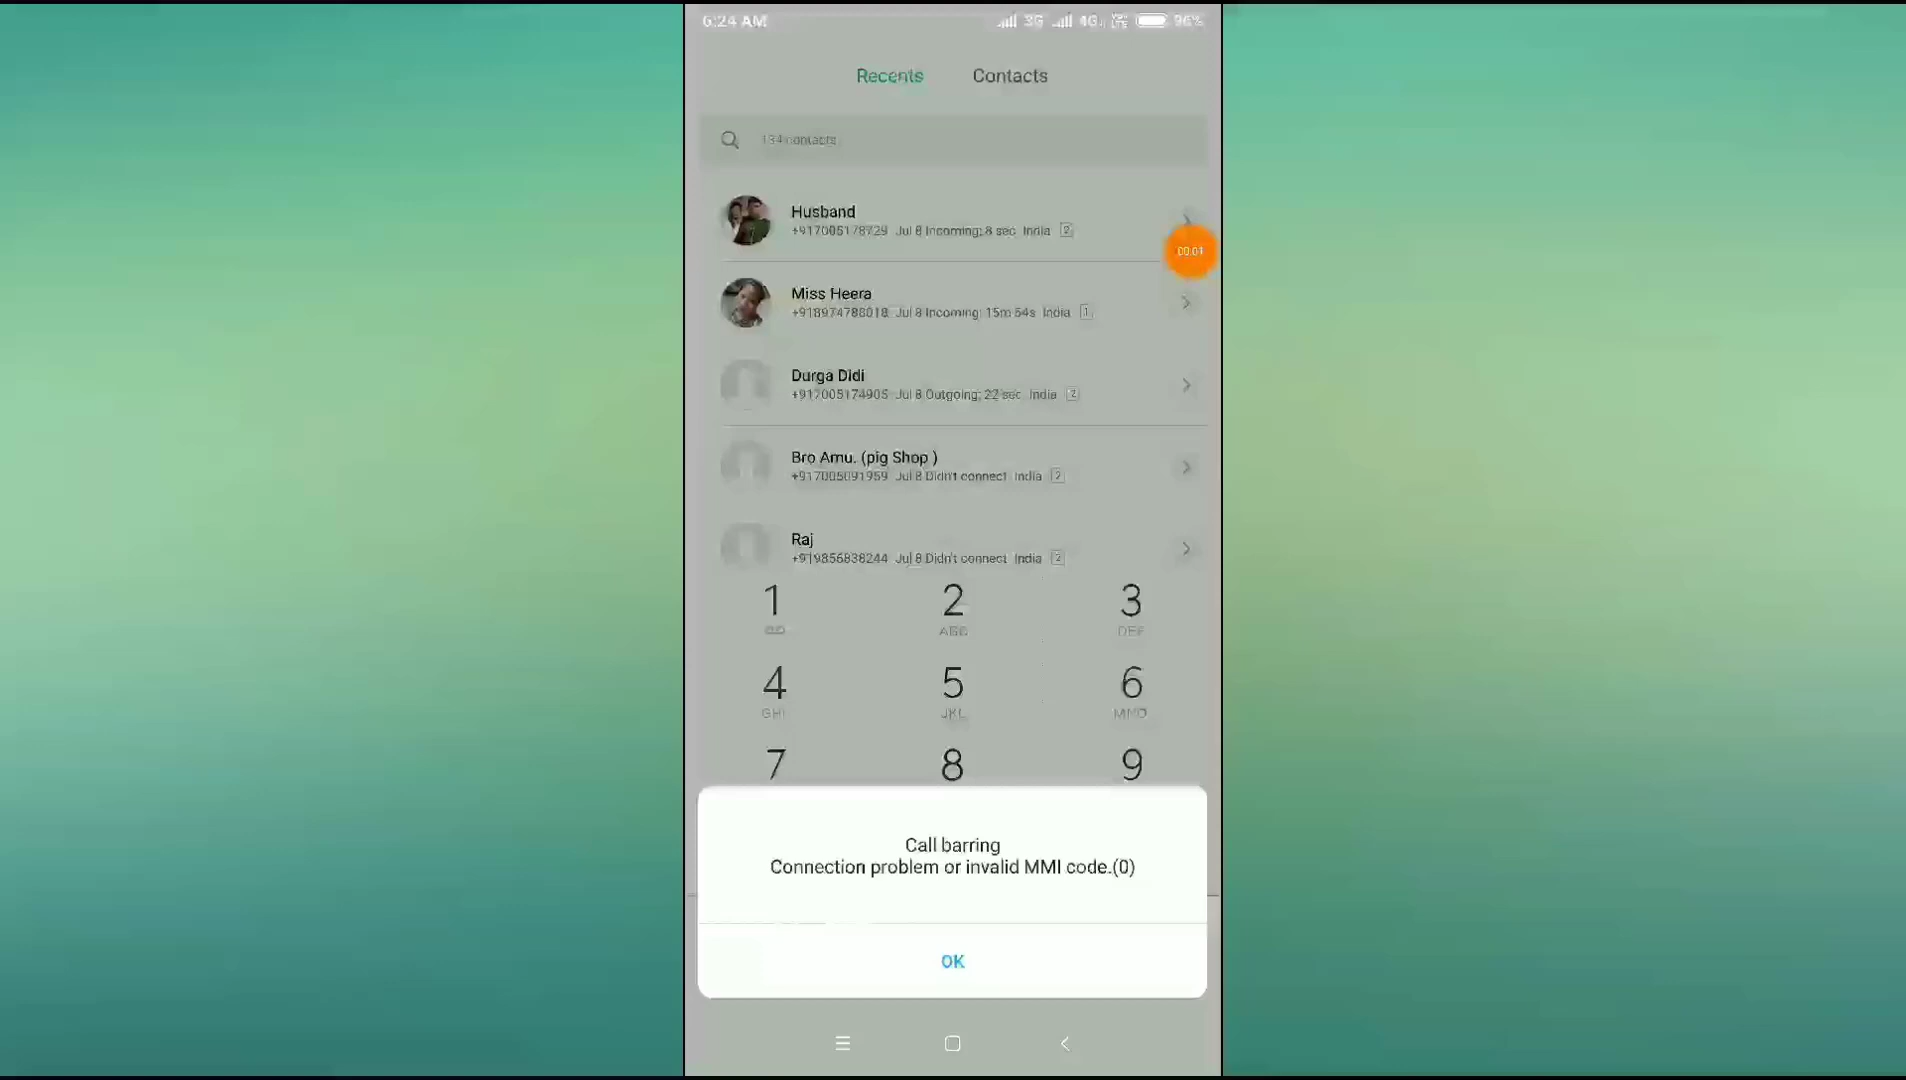 6:24 AM 3G 4G 96%
Recents Contacts
134 contacts
Husband
+917005178729 Jul 8 Incoming; 8 sec India 2
Miss Heera
+918974788018 Jul 8 Incoming; 15m 54s India 1
00:01
Durga Didi
+917005174905 Jul 8 Outgoing; 22 sec India 2
Bro Amu. (pig Shop )
+917005091959 Jul 8 Didn't connect India 2
Raj
+919856838244 Jul 8 Didn't connect India 2
1 2 3
ABC DEF
4 5 6
GHI JKL MNO
7 8 9
Call barring
Connection problem or invalid MMI code.(0)
OK